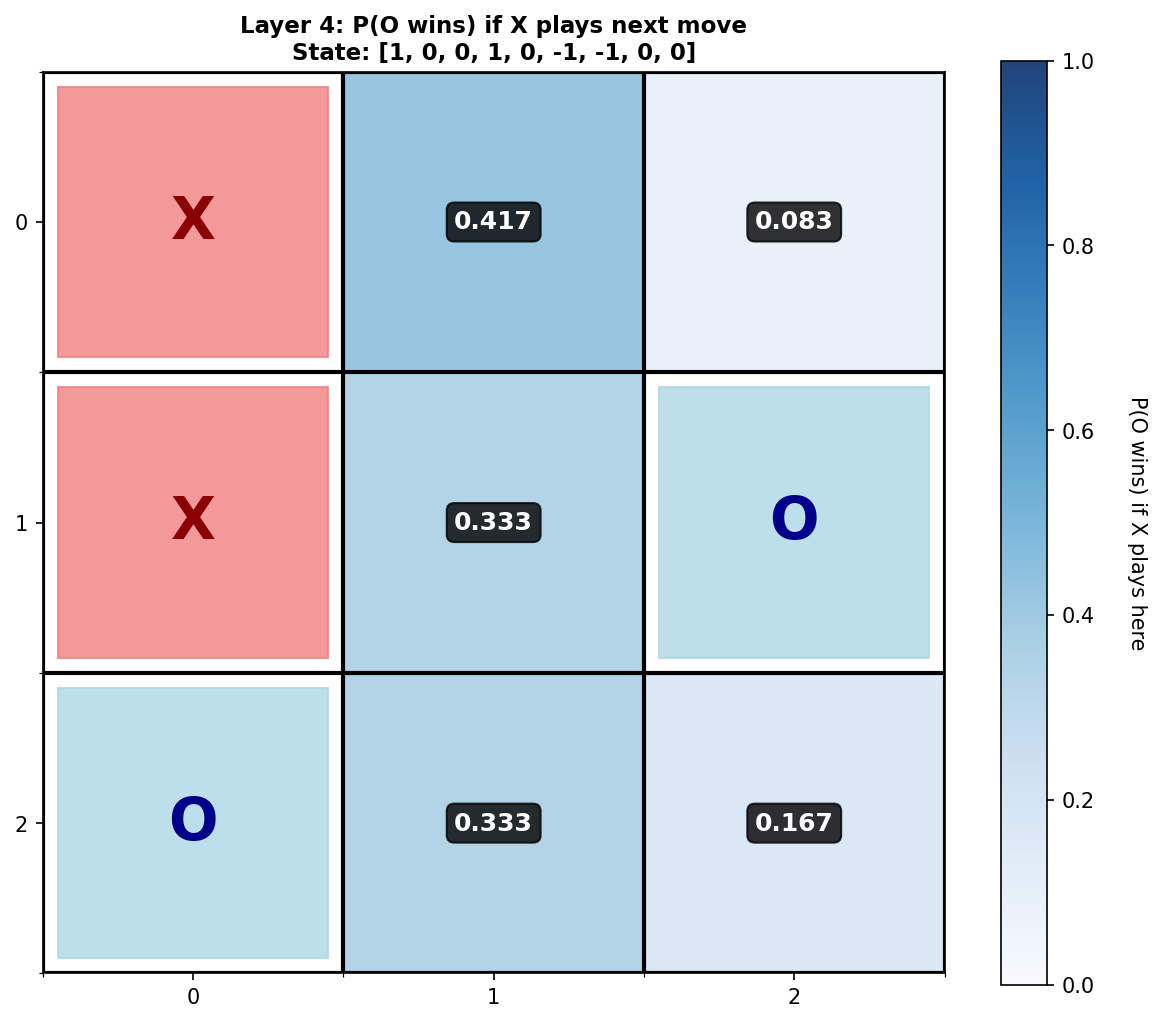 Layer 4: P(O wins) if X plays next move
State: [1, 0, 0, 1, 0, -1, -1, 0, 0]
1.0
0 X 0.417 0.083
0.8
0.6
P(O wins) if X plays here
1 X 0.333 O
0.4
0.2
2 O 0.333 0.167
0.0
0 1 2